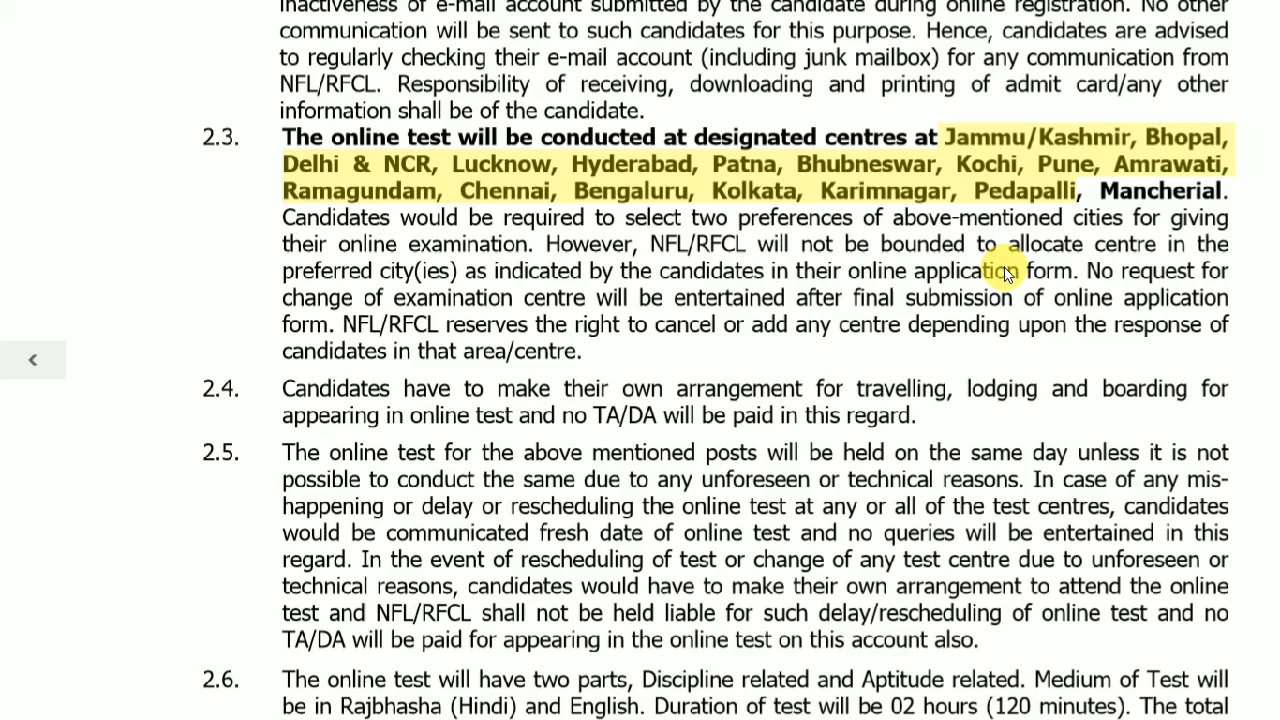 inactiveness of e-mail account submitted by the candidate during online registration. No other
communication will be sent to such candidates for this purpose. Hence, candidates are advised
to regularly checking their e-mail account (including junk mailbox) for any communication from
NFL/RFCL. Responsibility of receiving, downloading and printing of admit card/any other
information shall be of the candidate.
2.3. The online test will be conducted at designated centres at Jammu/Kashmir, Bhopal,
Delhi & NCR, Lucknow, Hyderabad, Patna, Bhubneswar, Kochi, Pune, Amrawati,
Ramagundam, Chennai, Bengaluru, Kolkata, Karimnagar, Pedapalli, Mancherial.
Candidates would be required to select two preferences of above-mentioned cities for giving
their online examination. However, NFL/RFCL will not be bounded to allocate centre in the
preferred city(ies) as indicated by the candidates in their online application form. No request for
change of examination centre will be entertained after final submission of online application
form. NFL/RFCL reserves the right to cancel or add any centre depending upon the response of
candidates in that area/centre.
2.4. Candidates have to make their own arrangement for travelling, lodging and boarding for
appearing in online test and no TA/DA will be paid in this regard.
2.5. The online test for the above mentioned posts will be held on the same day unless it is not
possible to conduct the same due to any unforeseen or technical reasons. In case of any mis-
happening or delay or rescheduling the online test at any or all of the test centres, candidates
would be communicated fresh date of online test and no queries will be entertained in this
regard. In the event of rescheduling of test or change of any test centre due to unforeseen or
technical reasons, candidates would have to make their own arrangement to attend the online
test and NFL/RFCL shall not be held liable for such delay/rescheduling of online test and no
TA/DA will be paid for appearing in the online test on this account also.
2.6. The online test will have two parts, Discipline related and Aptitude related. Medium of Test will
be in Rajbhasha (Hindi) and English. Duration of test will be 02 hours (120 minutes). The total